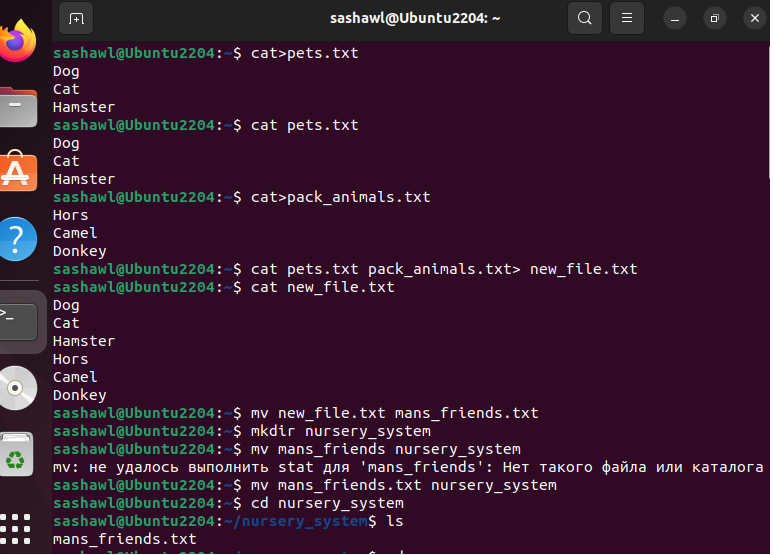 sashawl@Ubuntu2204: ~
sashawl@Ubuntu2204:~$ cat>pets.txt
Dog
Cat
Hamster
sashawl@Ubuntu2204:~$ cat pets.txt
Dog
Cat
Hamster
sashawl@Ubuntu2204:~$ cat>pack_animals.txt
Hors
Camel
Donkey
sashawl@Ubuntu2204:~$ cat pets.txt pack_animals.txt> new_file.txt
sashawl@Ubuntu2204:~$ cat new_file.txt
Dog
Cat
Hamster
Hors
Camel
Donkey
sashawl@Ubuntu2204:~$ mv new_file.txt mans_friends.txt
sashawl@Ubuntu2204:~$ mkdir nursery_system
sashawl@Ubuntu2204:~$ mv mans_friends nursery_system
mv: не удалось выполнить stat для 'mans_friends': Нет такого файла или каталога
sashawl@Ubuntu2204:~$ mv mans_friends.txt nursery_system
sashawl@Ubuntu2204:~$ cd nursery_system
sashawl@Ubuntu2204:~/nursery_system$ ls
mans_friends.txt